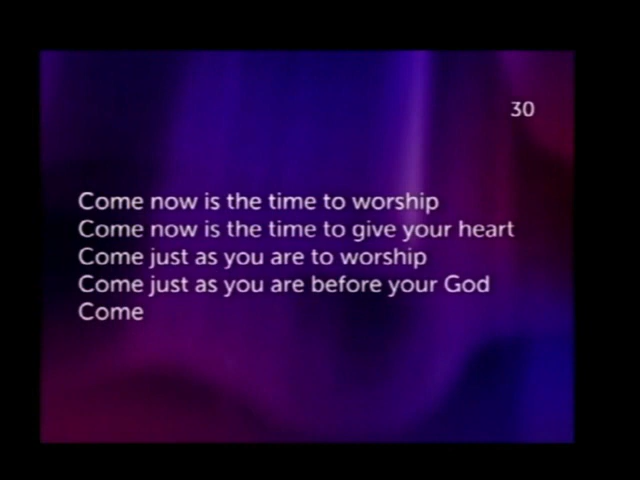 30
Come now is the time to worship
Come now is the time to give your heart
Come just as you are to worship
Come just as you are before your God
Come